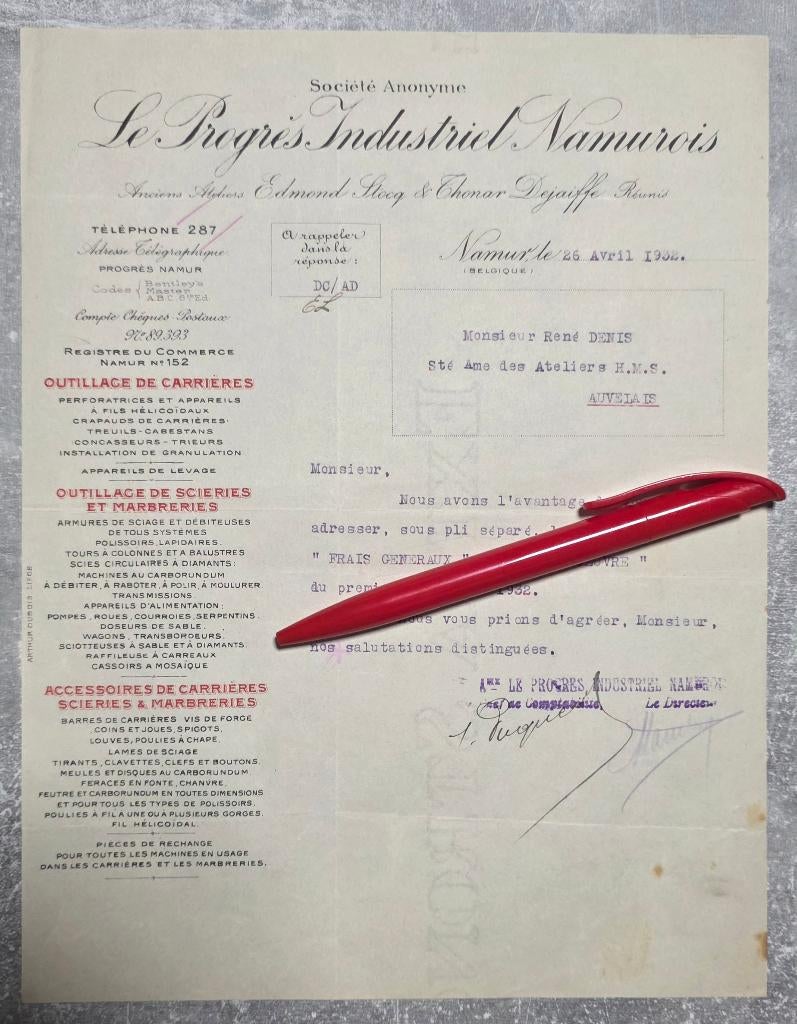 Société Anonyme
Le Progrès Industriel Namurois
Anciens Ateliers Edmond Stocq & Thonar Dejaiffe Réunis
TÉLÉPHONE 287
Adresse Télégraphique
PROGRÈS NAMUR
Codes { Bentley's
Master
A.B.C. 6th Ed.
Compte Chèques-Postaux
No 89393
REGISTRE DU COMMERCE
NAMUR No 152
A rappeler
dans la
réponse :
DC/AD
EL
Namur, le 26 Avril 1932.
(BELGIQUE)
Monsieur René DENIS
Sté Ame des Ateliers H.M.S.
AUVELAIS
OUTILLAGE DE CARRIÈRES
PERFORATRICES ET APPAREILS
À FILS HÉLICOÏDAUX
CRAPAUDS DE CARRIÈRES.
TREUILS-CABESTANS
CONCASSEURS-TRIEURS
INSTALLATION DE GRANULATION
APPAREILS DE LEVAGE
OUTILLAGE DE SCIERIES
ET MARBRERIES
ARMURES DE SCIAGE ET DÉBITEUSES
DE TOUS SYSTÈMES
POLISSOIRS, LAPIDAIRES.
TOURS À COLONNES ET A BALUSTRES
SCIES CIRCULAIRES À DIAMANTS:
MACHINES AU CARBORUNDUM
À DÉBITER, À RABOTER, À POLIR, À MOULURER.
TRANSMISSIONS.
APPAREILS D'ALIMENTATION:
POMPES, ROUES, COURROIES, SERPENTINS.
DOSEURS DE SABLE.
WAGONS, TRANSBORDEURS.
SCIOTTEUSES À SABLE ET À DIAMANTS.
RAFFILEUSE À CARREAUX
CASSOIRS A MOSAÏQUE
ACCESSOIRES DE CARRIÈRES
SCIERIES & MARBRERIES
BARRES DE CARRIÈRES VIS DE FORGE
COINS ET JOUES, SPICOTS,
LOUVES, POULIES À CHAPE.
LAMES DE SCIAGE
TIRANTS, CLAVETTES, CLEFS ET BOUTONS.
MEULES ET DISQUES AU CARBORUNDUM
FERACES EN FONTE, CHANVRE,
FEUTRE ET CARBORUNDUM EN TOUTES DIMENSIONS
ET POUR TOUS LES TYPES DE POLISSOIRS.
POULIES À FIL A UNE OU À PLUSIEURS GORGES.
FIL HÉLICOÏDAL.
PIÈCES DE RECHANGE
POUR TOUTES LES MACHINES EN USAGE
DANS LES CARRIÈRES ET LES MARBRERIES.
ARTHUR DUBOIS LIEGE
Monsieur,
Nous avons l'avantage
adresser, sous pli séparé,
" FRAIS GENERAUX "
"
du 1932.
vous prions d'agréer, Monsieur,
nos salutations distinguées.
LE PROGRES INDUSTRIEL NAMUROIS
de Comptabilité Le Directeur